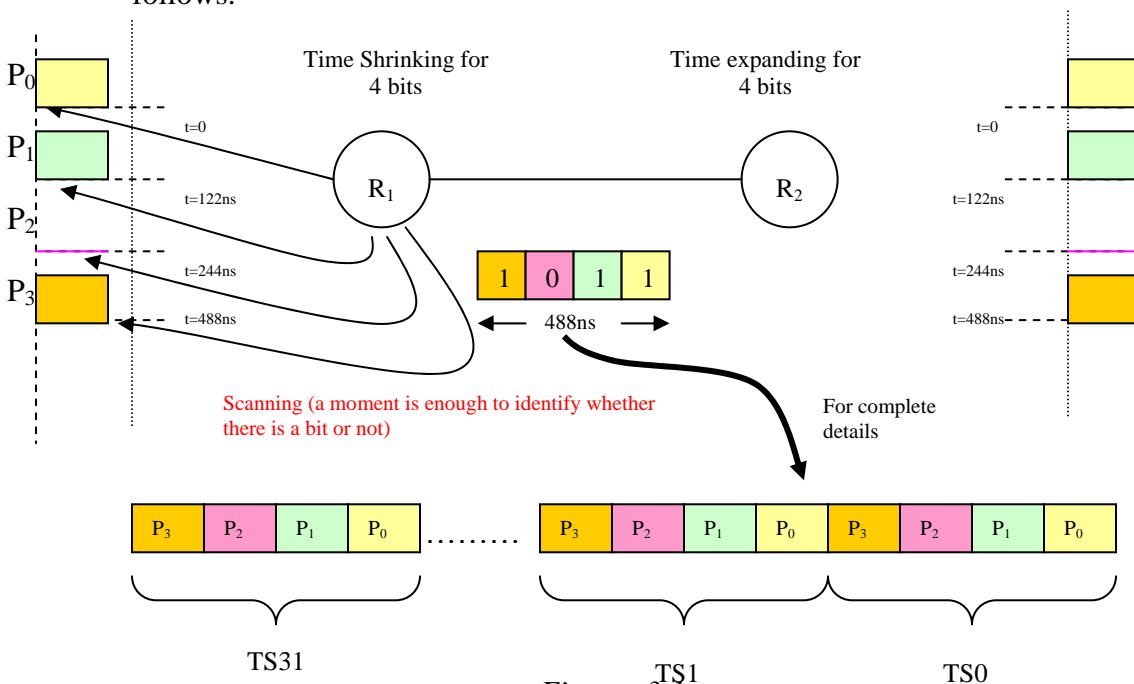 follows:
Time Shrinking for
4 bits
Time expanding for
4 bits
P0
P1
P2
P3
t=0
t=122ns
t=244ns
t=488ns
R1
R2
t=0
t=122ns
t=244ns
t=488ns
1 0 1 1
488ns
Scanning (a moment is enough to identify whether
there is a bit or not)
For complete
details
P3 P2 P1 P0 ......... P3 P2 P1 P0 P3 P2 P1 P0
TS31 TS1 TS0